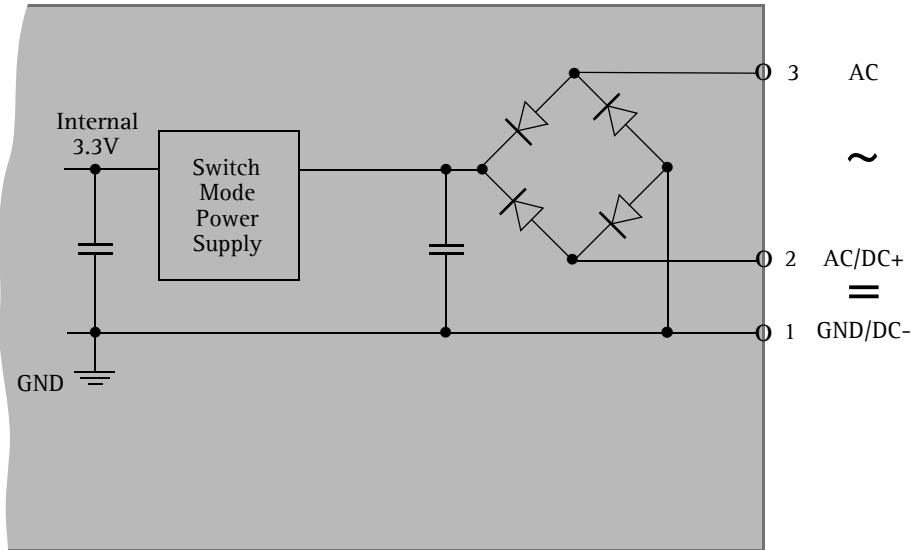 3 AC
Internal
3.3V
Switch
Mode
Power
Supply
~
2 AC/DC+
=
1 GND/DC-
GND